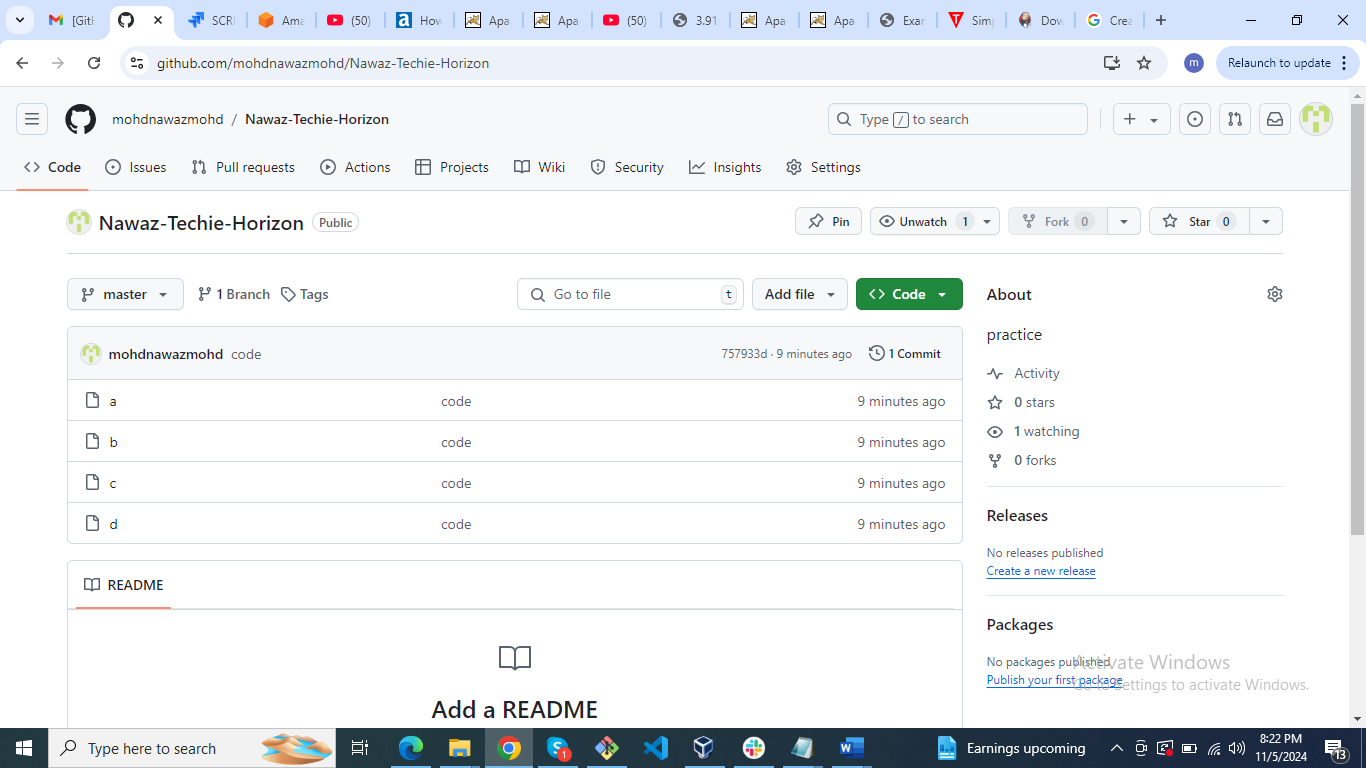 [Gith
SCRU
Ama
(50)
How
Apa
Apa
(50)
3.91
Apa
Apa
Exar
Simp
Dow
Crea
github.com/mohdnawazmohd/Nawaz-Techie-Horizon
m
Relaunch to update
mohdnawazmohd / Nawaz-Techie-Horizon
Type / to search
Code
Issues
Pull requests
Actions
Projects
Wiki
Security
Insights
Settings
Nawaz-Techie-Horizon
Public
Pin
Unwatch 1
Fork 0
Star 0
master
1 Branch
Tags
Go to file
t
Add file
Code
mohdnawazmohd code
757933d · 9 minutes ago
1 Commit
a code 9 minutes ago
b code 9 minutes ago
c code 9 minutes ago
d code 9 minutes ago
README
Add a README
About
practice
Activity
0 stars
1 watching
0 forks
Releases
No releases published
Create a new release
Packages
No packages published
Publish your first package
Activate Windows
Go to Settings to activate Windows.
Type here to search
1
Earnings upcoming
8:22 PM
11/5/2024
13